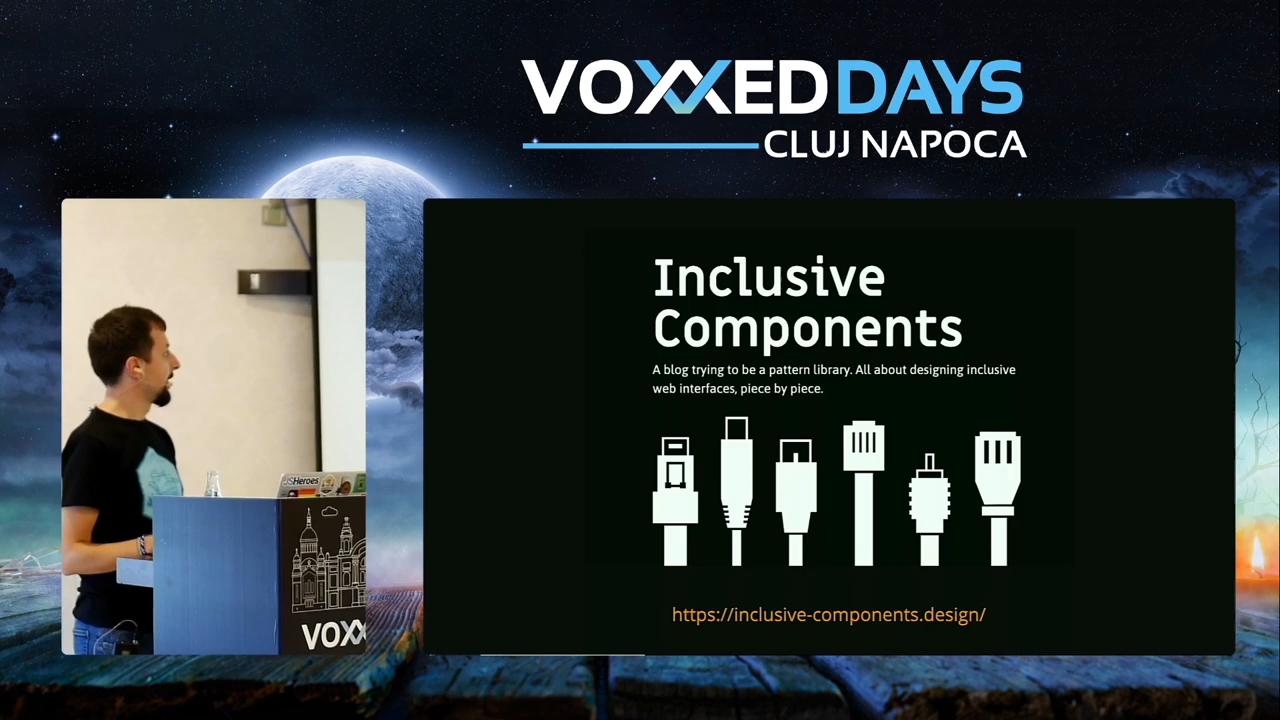 VOXXEDDAYS
CLUJ NAPOCA
Inclusive
Components
A blog trying to be a pattern library. All about designing inclusive
web interfaces, piece by piece.
https://inclusive-components.design/
JSHeroes
VOXX